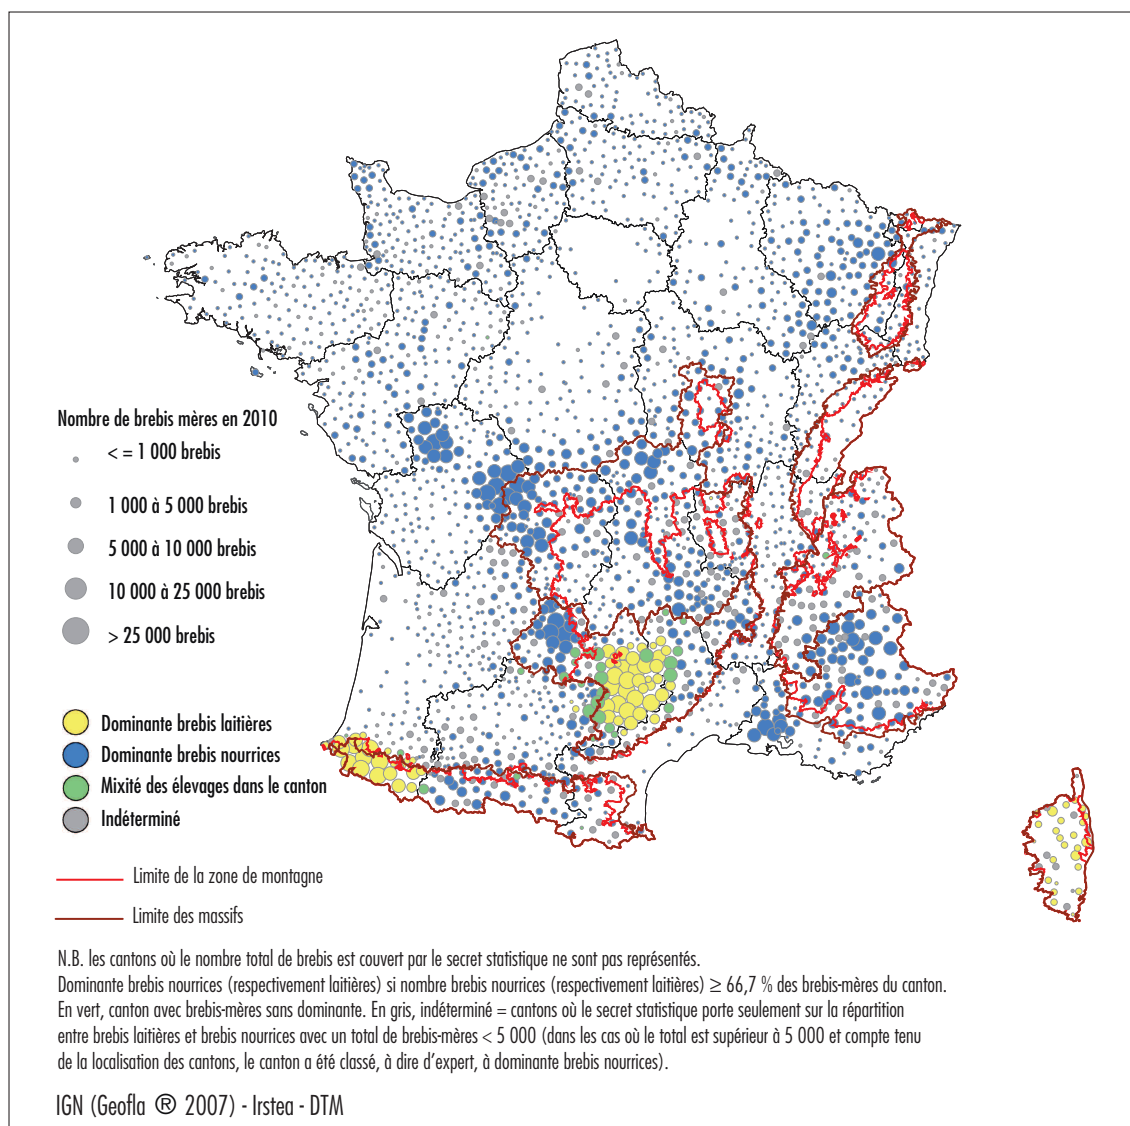 Nombre de brebis mères en 2010
< = 1 000 brebis
1 000 à 5 000 brebis
5 000 à 10 000 brebis
10 000 à 25 000 brebis
> 25 000 brebis
Dominante brebis laitières
Dominante brebis nourrices
Mixité des élevages dans le canton
Indéterminé
Limite de la zone de montagne
Limite des massifs
N.B. les cantons où le nombre total de brebis est couvert par le secret statistique ne sont pas représentés.
Dominante brebis nourrices (respectivement laitières) si nombre brebis nourrices (respectivement laitières) ≥ 66,7 % des brebis-mères du canton.
En vert, canton avec brebis-mères sans dominante. En gris, indéterminé = cantons où le secret statistique porte seulement sur la répartition
entre brebis laitières et brebis nourrices avec un total de brebis-mères < 5 000 (dans les cas où le total est supérieur à 5 000 et compte tenu
de la localisation des cantons, le canton a été classé, à dire d'expert, à dominante brebis nourrices).
IGN (Geofla ® 2007) - Irstea - DTM